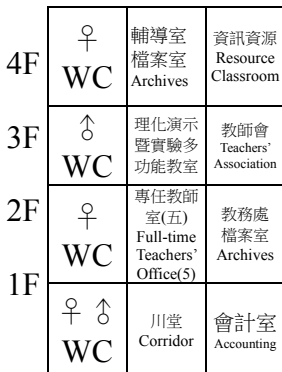 4F
♀
WC
輔導室
檔案室
Archives
資訊資源
Resource
Classroom
3F
♂
WC
理化演示
暨實驗多
功能教室
教師會
Teachers'
Association
2F
♀
WC
專任教師
室(五)
Full-time
Teachers'
Office(5)
教務處
檔案室
Archives
1F
♀ ♂
WC
川堂
Corridor
會計室
Accounting